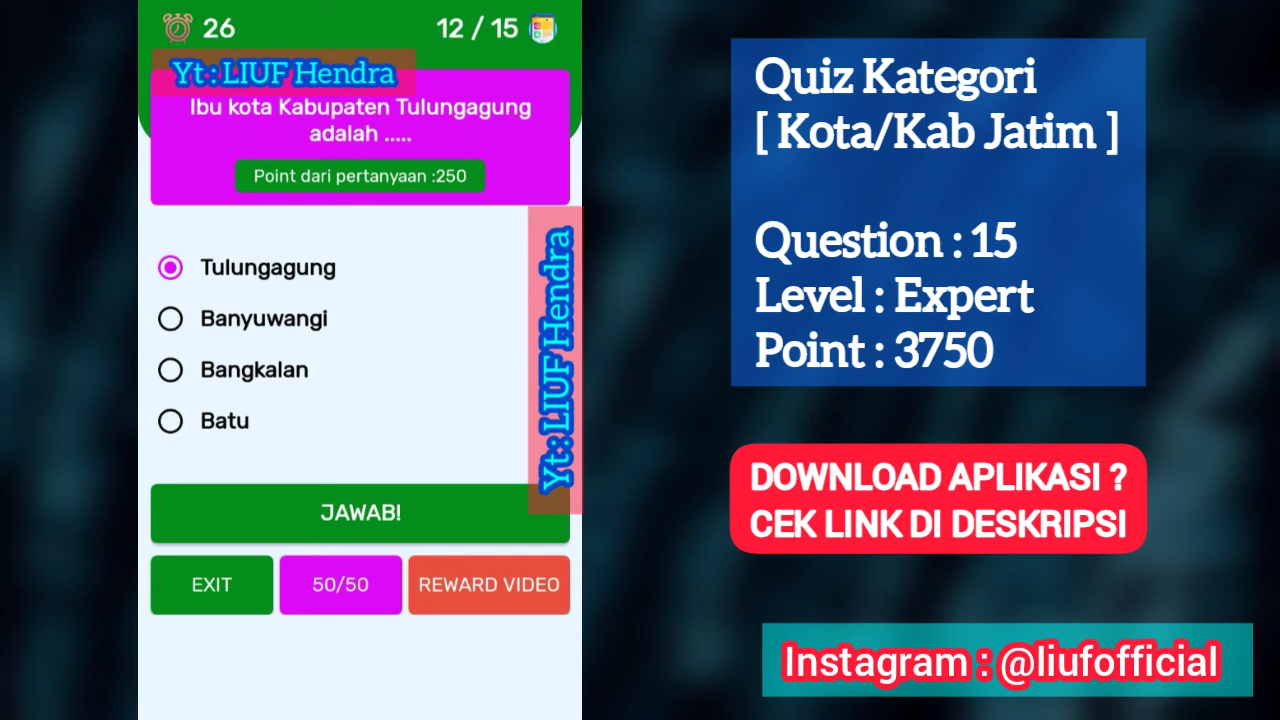 26
12 / 15
Yt : LIUF Hendra
Ibu kota Kabupaten Tulungagung
adalah .....
Point dari pertanyaan :250
Tulungagung
Banyuwangi
Bangkalan
Batu
Yt : LIUF Hendra
JAWAB!
EXIT
50/50
REWARD VIDEO
Quiz Kategori
[ Kota/Kab Jatim ]
Question : 15
Level : Expert
Point : 3750
DOWNLOAD APLIKASI ?
CEK LINK DI DESKRIPSI
Instagram : @liufofficial